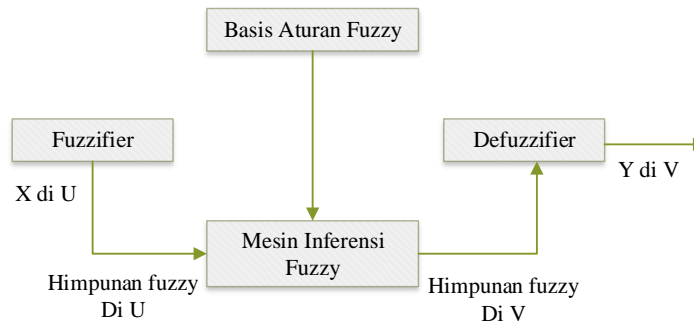 Basis Aturan Fuzzy
Fuzzifier
Defuzzifier
X di U
Y di V
Mesin Inferensi
Fuzzy
Himpunan fuzzy
Di U
Himpunan fuzzy
Di V